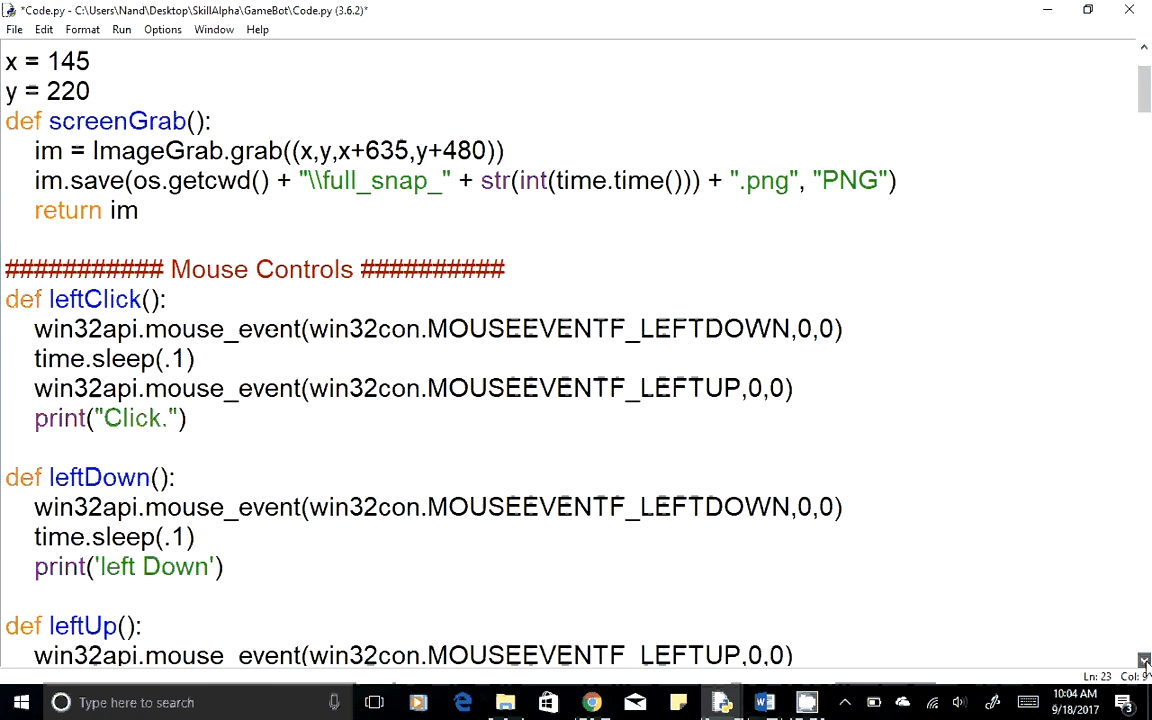 *Code.py - C:\Users\Nand\Desktop\SkillAlpha\GameBot\Code.py (3.6.2)*
File Edit Format Run Options Window Help
x = 145
y = 220
def screenGrab():
    im = ImageGrab.grab((x,y,x+635,y+480))
    im.save(os.getcwd() + "\\full_snap_" + str(int(time.time())) + ".png", "PNG")
    return im
########### Mouse Controls ##########
def leftClick():
    win32api.mouse_event(win32con.MOUSEEVENTF_LEFTDOWN,0,0)
    time.sleep(.1)
    win32api.mouse_event(win32con.MOUSEEVENTF_LEFTUP,0,0)
    print("Click.")
def leftDown():
    win32api.mouse_event(win32con.MOUSEEVENTF_LEFTDOWN,0,0)
    time.sleep(.1)
    print('left Down')
def leftUp():
    win32api.mouse_event(win32con.MOUSEEVENTF_LEFTUP,0,0)
Ln: 23 Col: 9
Type here to search
10:04 AM
9/18/2017
3